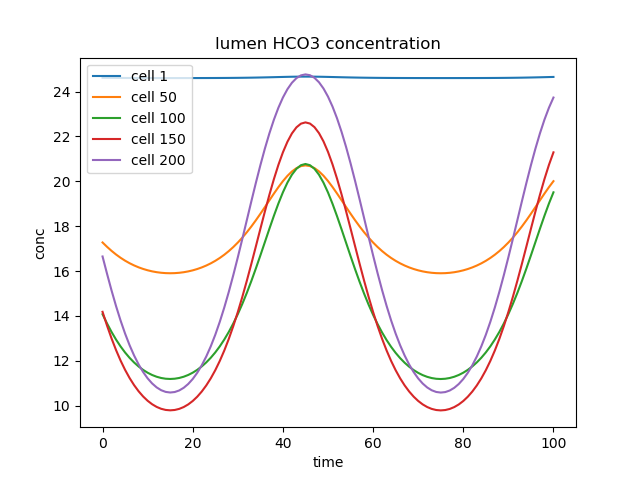 lumen HCO3 concentration
cell 1
cell 50
cell 100
cell 150
cell 200
conc
24
22
20
18
16
14
12
10
0 20 40 60 80 100
time